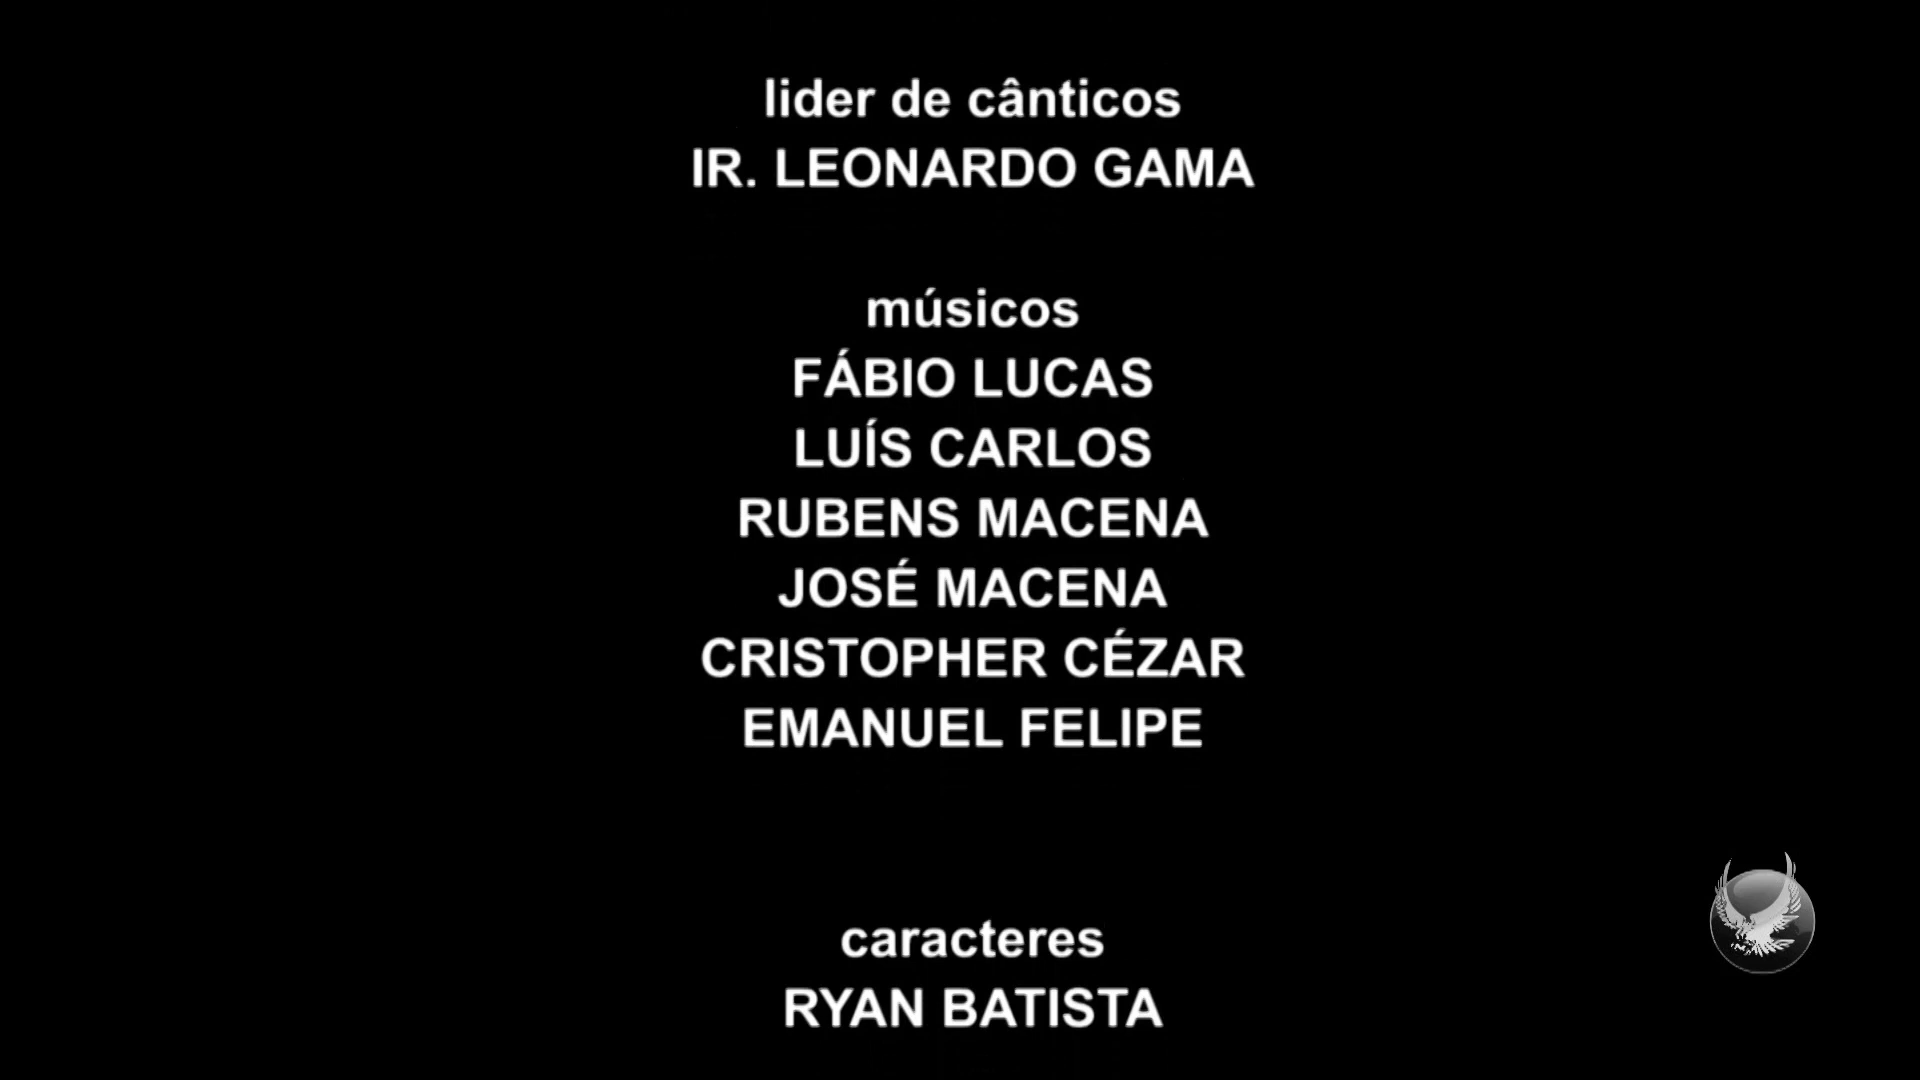 lider de cânticos
IR. LEONARDO GAMA
músicos
FÁBIO LUCAS
LUÍS CARLOS
RUBENS MACENA
JOSÉ MACENA
CRISTOPHER CÉZAR
EMANUEL FELIPE
caracteres
RYAN BATISTA